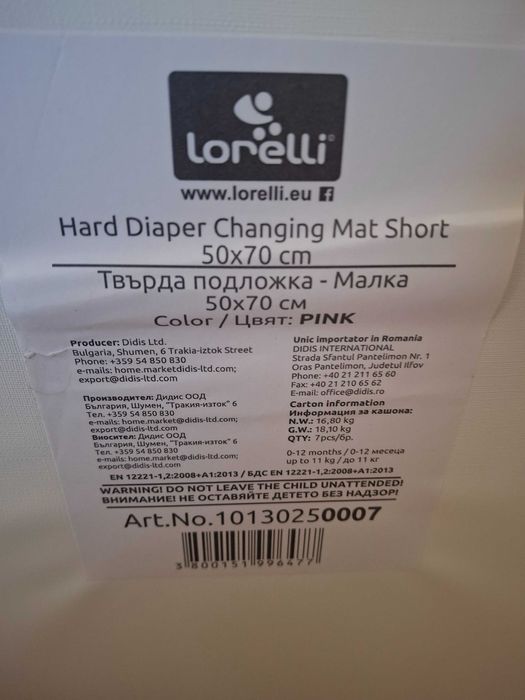 lorelli
www.lorelli.eu
Hard Diaper Changing Mat Short
50x70 cm
Твърда подложка - Малка
50x70 см
Color / Цвят: PINK
Producer: Didis Ltd.
Bulgaria, Shumen, 6 Trakia-iztok Street
Phone: +359 54 850 830
e-mails: home.marketdidis-ltd.com;
export@didis-ltd.com
Производител: Дидис ООД
България, Шумен, "Тракия-изток" 6
Тел. +359 54 850 830
e-mails: home.market@didis-ltd.com;
export@didis-ltd.com
Вносител: Дидис ООД
България, Шумен, "Тракия-изток" 6
Тел. +359 54 850 830
e-mails: home.market@didis-ltd.com;
export@didis-ltd.com
Unic importator in Romania
DIDIS INTERNATIONAL
Strada Sfantul Pantelimon Nr. 1
Oras Pantelimon, Judetul Ilfov
Phone: +40 21 211 65 60
Fax: +40 21 210 65 62
E-mail: office@didis.ro
Carton information
Информация за кашона:
N.W.: 16,80 kg
G.W.: 18,10 kg
QTY: 7pcs/бр.
0-12 months / 0-12 месеца
up to 11 kg / до 11 кг
EN 12221-1,2:2008+A1:2013 / БДС EN 12221-1,2:2008+A1:2013
WARNING! DO NOT LEAVE THE CHILD UNATTENDED!
ВНИМАНИЕ! НЕ ОСТАВЯЙТЕ ДЕТЕТО БЕЗ НАДЗОР!
Art.No.10130250007
3800151996477